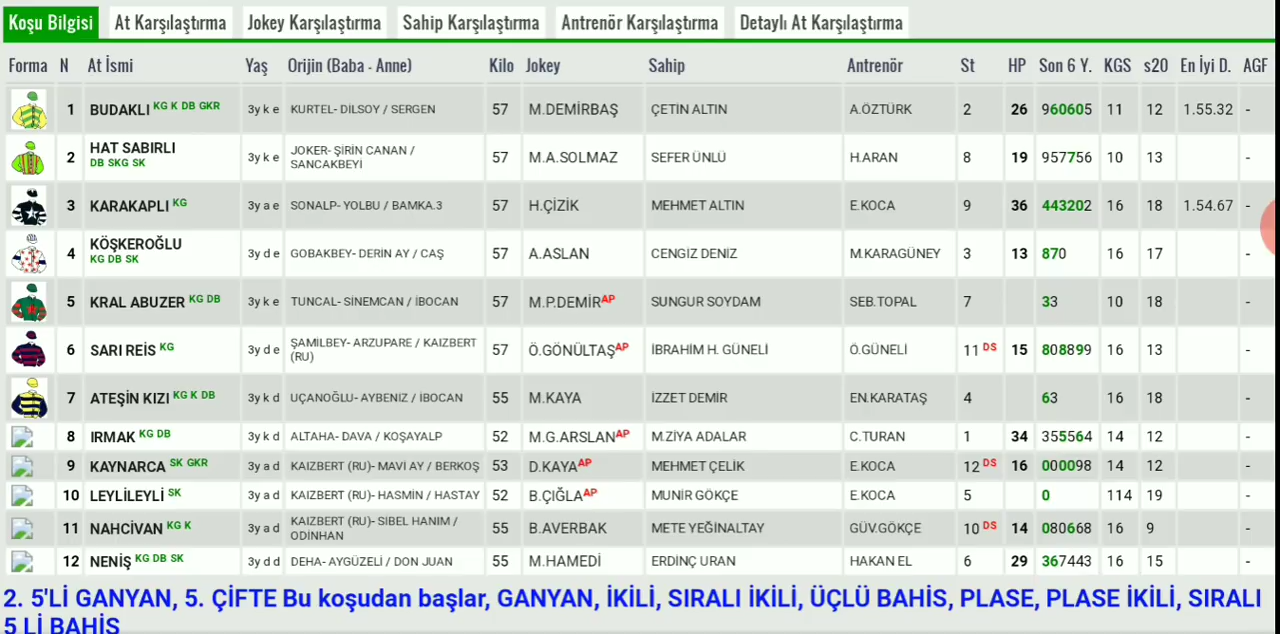 Koşu Bilgisi At Karşılaştırma Jokey Karşılaştırma Sahip Karşılaştırma Antrenör Karşılaştırma Detaylı At Karşılaştırma
Forma N At İsmi Yaş Orijin (Baba - Anne) Kilo Jokey Sahip Antrenör St HP Son 6 Y. KGS s20 En İyi D. AGF
1 BUDAKLI KG K DB GKR 3y k e KURTEL- DİLSOY / SERGEN 57 M.DEMİRBAŞ ÇETİN ALTIN A.ÖZTÜRK 2 26 960605 11 12 1.55.32 -
2 HAT SABIRLI DB SKG SK 3y k e JOKER- ŞİRİN CANAN / SANCAKBEYİ 57 M.A.SOLMAZ SEFER ÜNLÜ H.ARAN 8 19 957756 10 13 -
3 KARAKAPLI KG 3y a e SONALP- YOLBU / BAMKA.3 57 H.ÇİZİK MEHMET ALTIN E.KOCA 9 36 443202 16 18 1.54.67 -
4 KÖŞKEROĞLU KG DB SK 3y d e GOBAKBEY- DERİN AY / CAŞ 57 A.ASLAN CENGİZ DENİZ M.KARAGÜNEY 3 13 870 16 17 -
5 KRAL ABUZER KG DB 3y k e TUNCAL- SİNEMCAN / İBOCAN 57 M.P.DEMİR AP SUNGUR SOYDAM SEB.TOPAL 7 33 10 18 -
6 SARI REİS KG 3y d e ŞAMİLBEY- ARZUPARE / KAIZBERT (RU) 57 Ö.GÖNÜLTAŞ AP İBRAHİM H. GÜNELİ Ö.GÜNELİ 11 DS 15 808899 16 13 -
7 ATEŞİN KIZI KG K DB 3y k d UÇANOĞLU- AYBENIZ / İBOCAN 55 M.KAYA İZZET DEMİR EN.KARATAŞ 4 63 16 18 -
8 IRMAK KG DB 3y k d ALTAHA- DAVA / KOŞAYALP 52 M.G.ARSLAN AP M.ZİYA ADALAR C.TURAN 1 34 355564 14 12 -
9 KAYNARCA SK GKR 3y a d KAIZBERT (RU)- MAVİ AY / BERKOŞ 53 D.KAYA AP MEHMET ÇELİK E.KOCA 12 DS 16 000098 14 12 -
10 LEYLİLEYLİ SK 3y a d KAIZBERT (RU)- HASMİN / HASTAY 52 B.ÇIĞLA AP MUNİR GÖKÇE E.KOCA 5 0 114 19 -
11 NAHCİVAN KG K 3y a d KAIZBERT (RU)- SIBEL HANIM / ODİNHAN 55 B.AVERBAK METE YEĞİNALTAY GÜV.GÖKÇE 10 DS 14 080668 16 9 -
12 NENİŞ KG DB SK 3y d d DEHA- AYGÜZELİ / DON JUAN 55 M.HAMEDİ ERDİNÇ URAN HAKAN EL 6 29 367443 16 15 -
2. 5'Lİ GANYAN, 5. ÇİFTE Bu koşudan başlar, GANYAN, İKİLİ, SIRALI İKİLİ, ÜÇLÜ BAHİS, PLASE, PLASE İKİLİ, SIRALI
5 Lİ BAHİS